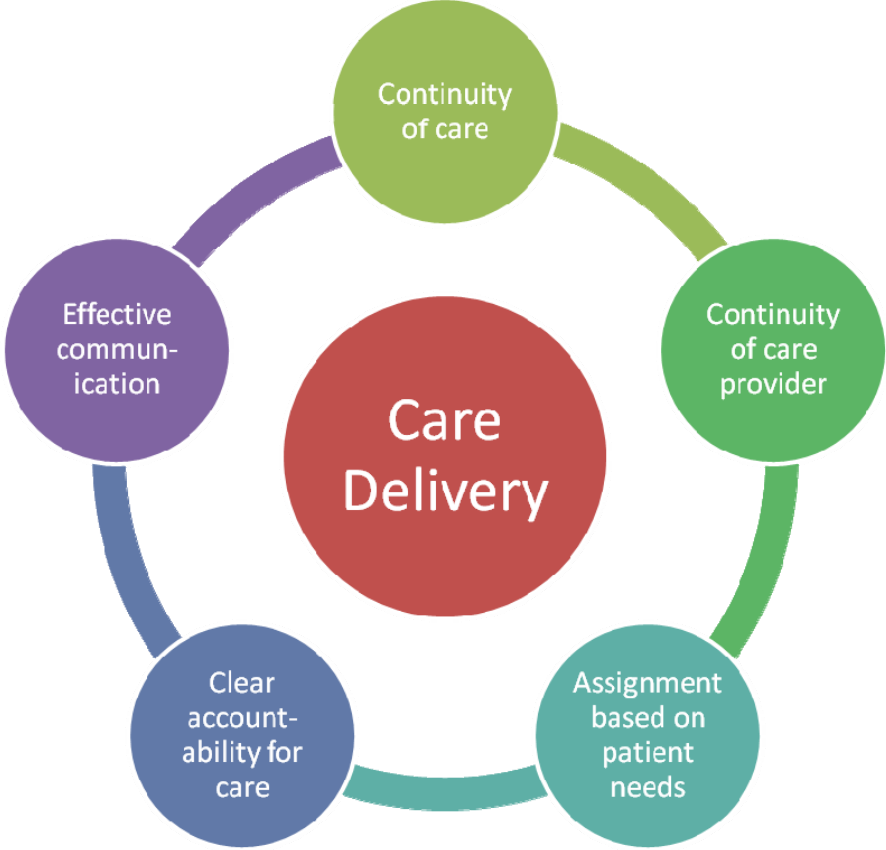 Continuity
of care
Effective
commun-
ication
Continuity
of care
provider
Care
Delivery
Clear
account-
ability for
care
Assignment
based on
patient
needs